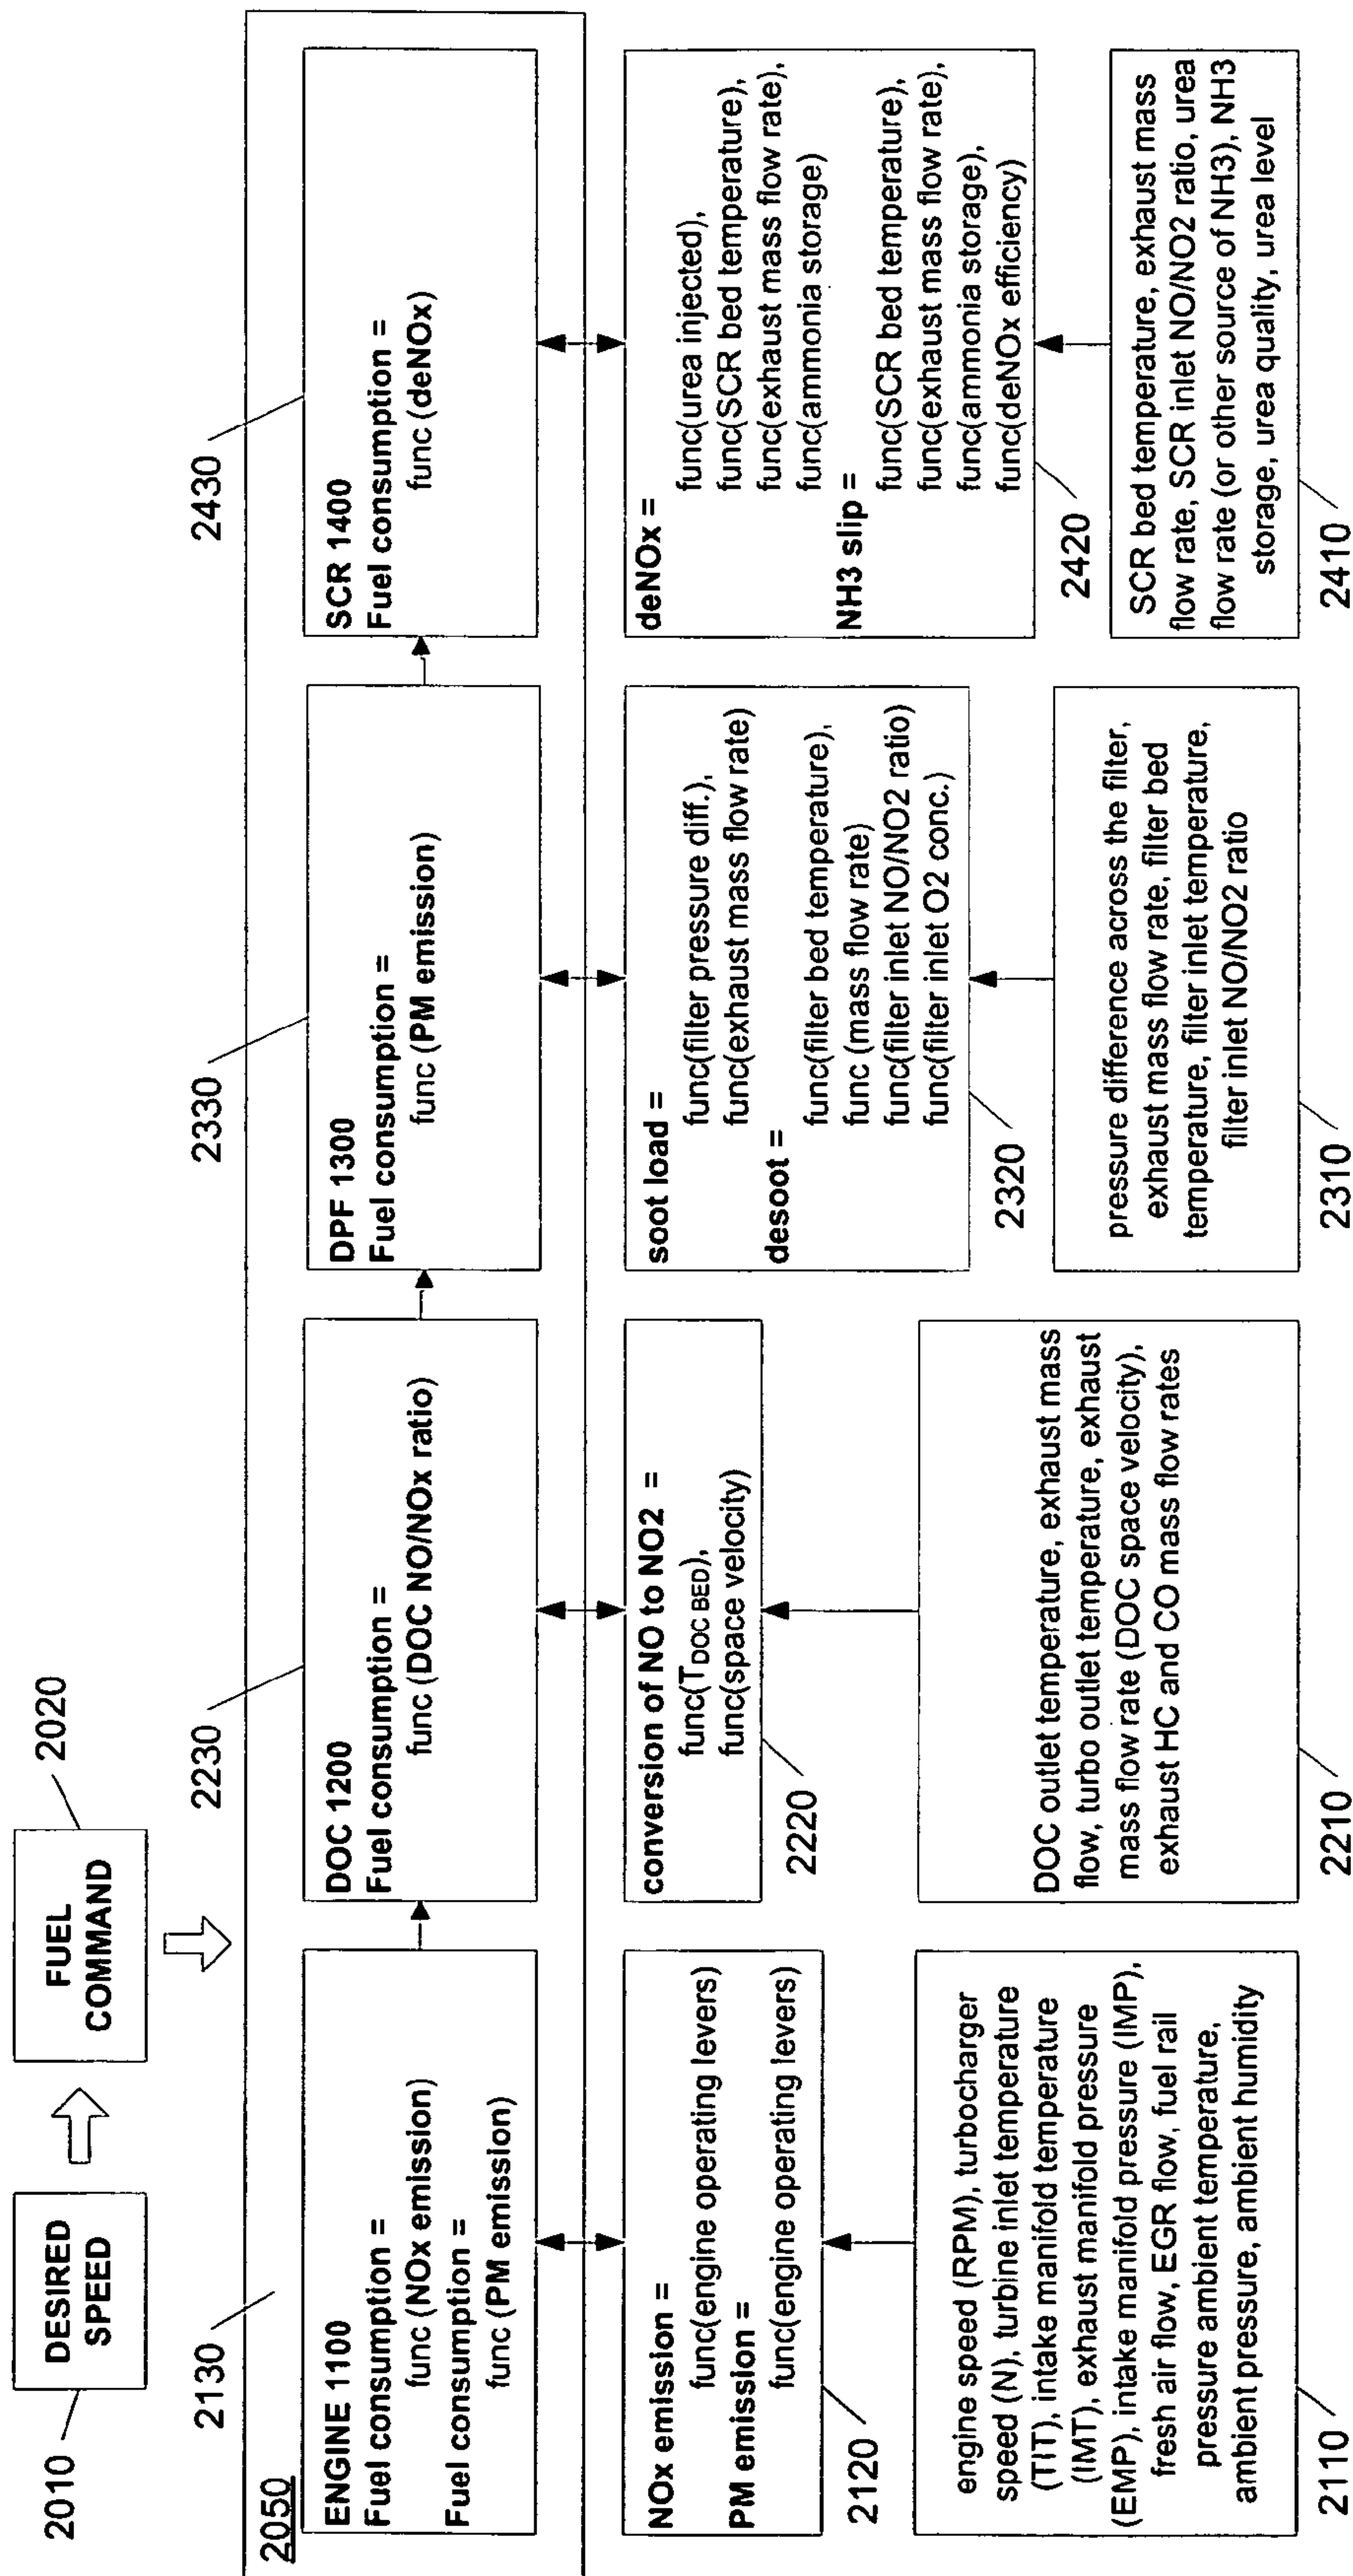 2010
DESIRED
SPEED
FUEL
COMMAND
2020
2050
2130
ENGINE 1100
Fuel consumption =
func (NOx emission)
Fuel consumption =
func (PM emission)
2230
DOC 1200
Fuel consumption =
func (DOC NO/NOx ratio)
2330
DPF 1300
Fuel consumption =
func (PM emission)
2430
SCR 1400
Fuel consumption =
func (deNOx)
NOx emission =
func(engine operating levers)
PM emission =
func(engine operating levers)
2120
conversion of NO to NO2 =
func(TDOC BED),
func(space velocity)
2220
soot load =
func(filter pressure diff.),
func(exhaust mass flow rate)
desoot =
func(filter bed temperature),
func (mass flow rate)
func(filter inlet NO/NO2 ratio)
func(filter inlet O2 conc.)
2320
deNOx =
func(urea injected),
func(SCR bed temperature),
func(exhaust mass flow rate),
func(ammonia storage)
NH3 slip =
func(SCR bed temperature),
func(exhaust mass flow rate),
func(ammonia storage),
func(deNOx efficiency)
2420
engine speed (RPM), turbocharger
speed (N), turbine inlet temperature
(TIT), intake manifold temperature
(IMT), exhaust manifold pressure
(EMP), intake manifold pressure (IMP),
fresh air flow, EGR flow, fuel rail
pressure ambient temperature,
ambient pressure, ambient humidity
2110
DOC outlet temperature, exhaust mass
flow, turbo outlet temperature, exhaust
mass flow rate (DOC space velocity),
exhaust HC and CO mass flow rates
2210
pressure difference across the filter,
exhaust mass flow rate, filter bed
temperature, filter inlet temperature,
filter inlet NO/NO2 ratio
2310
SCR bed temperature, exhaust mass
flow rate, SCR inlet NO/NO2 ratio, urea
flow rate (or other source of NH3), NH3
storage, urea quality, urea level
2410